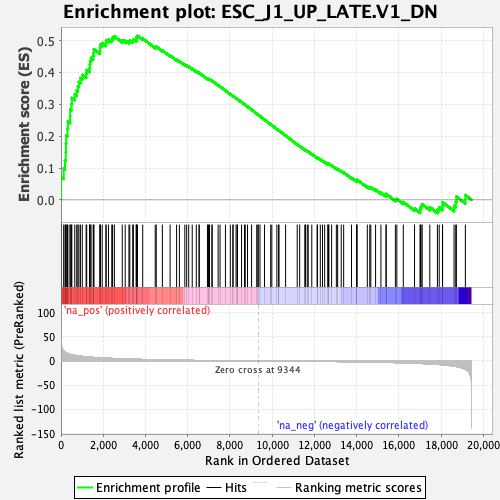 Enrichment plot: ESC_J1_UP_LATE.V1_DN
Enrichment score (ES)
0.5
0.4
0.3
0.2
0.1
0.0
'na_pos' (positively correlated)
Ranked list metric (PreRanked)
100
50
0
-50
-100
-150
Zero cross at 9344
'na_neg' (negatively correlated)
0
2,000
4,000
6,000
8,000
10,000
12,000
14,000
16,000
18,000
20,000
Rank in Ordered Dataset
Enrichment profile
Hits
Ranking metric scores